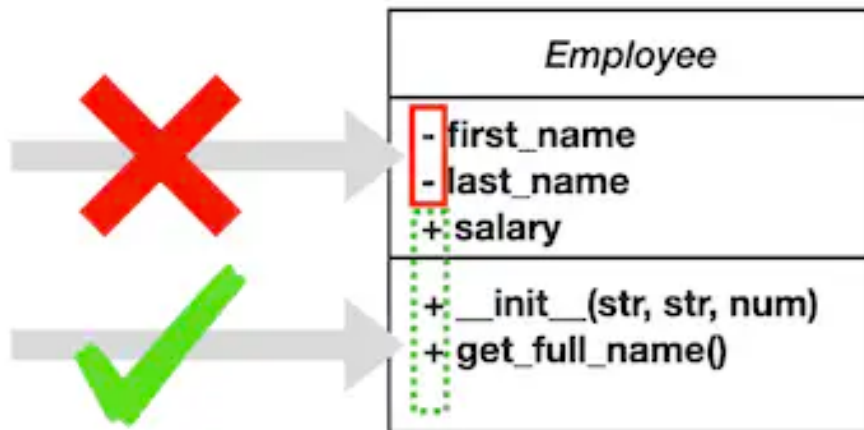 Employee
- first_name
- last_name
+ salary
+ __init__(str, str, num)
+ get_full_name()